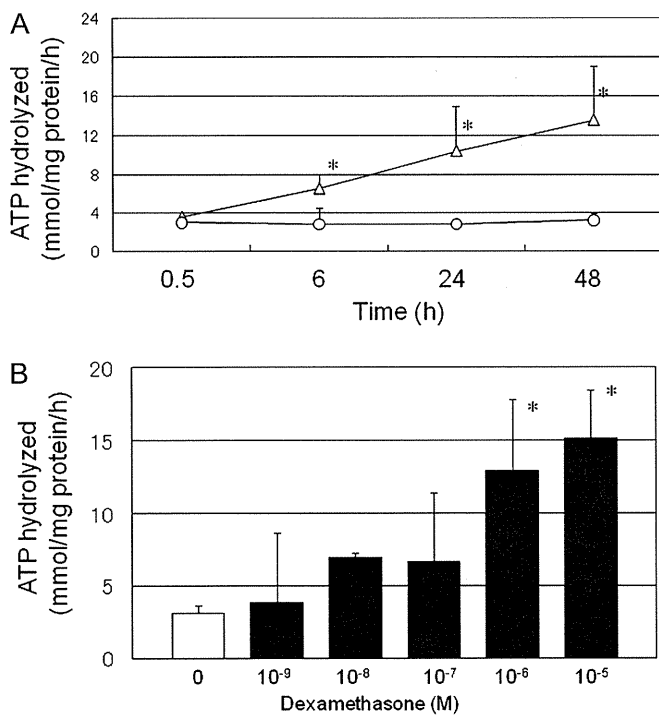 A
24
20
16
12
8
4
0
ATP hydrolyzed
(mmol/mg protein/h)
*
*
*
0.5 6 24 48
Time (h)
B
20
15
10
5
0
ATP hydrolyzed
(mmol/mg protein/h)
* *
0 10⁻⁹ 10⁻⁸ 10⁻⁷ 10⁻⁶ 10⁻⁵
Dexamethasone (M)